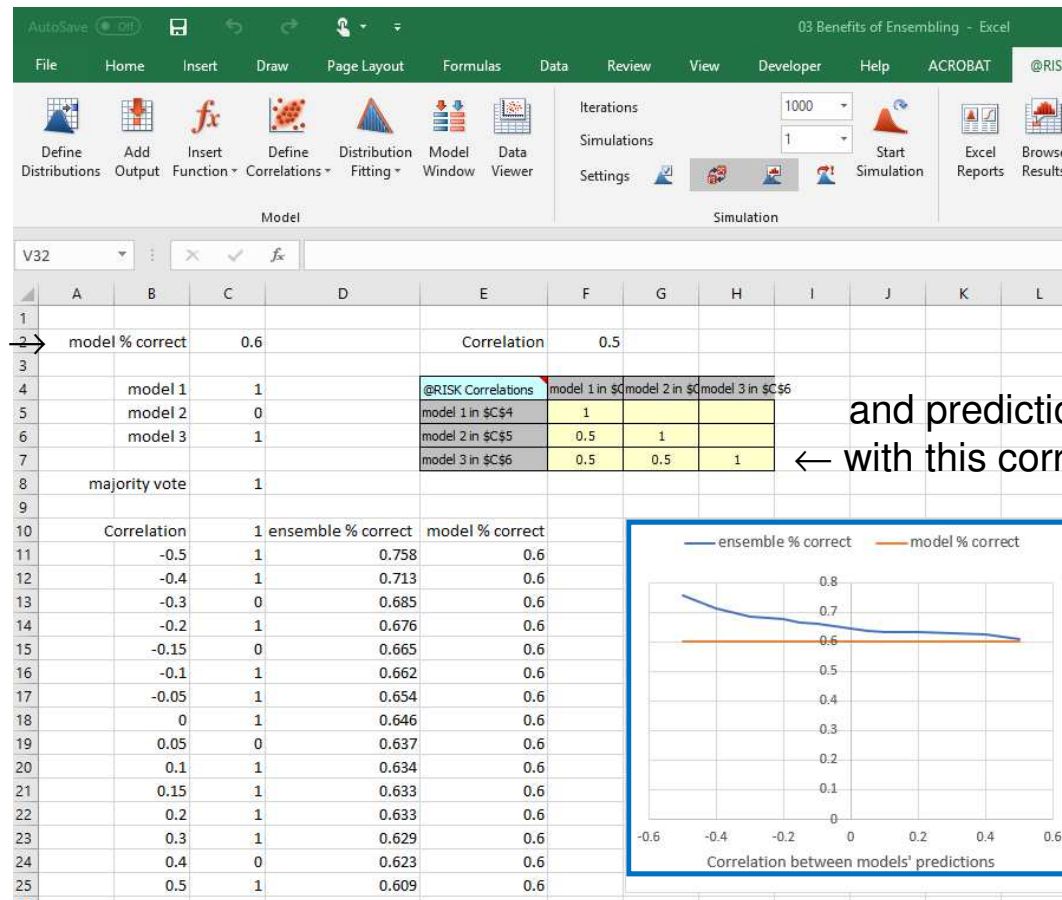 AutoSave Off 03 Benefits of Ensembling - Excel
File Home Insert Draw Page Layout Formulas Data Review View Developer Help ACROBAT @RIS
Define Distributions Add Output Insert Function Define Correlations Distribution Fitting Model Window Data Viewer
Model
Iterations 1000
Simulations 1
Settings
Start Simulation
Simulation
Excel Reports Browse Results
V32 fx
A B C D E F G H I J K L
1
2 → model % correct 0.6 Correlation 0.5
3
4 model 1 1 @RISK Correlations model 1 in $C model 2 in $C model 3 in $C$6
5 model 2 0 model 1 in $C$4 1
6 model 3 1 model 2 in $C$5 0.5 1
7 model 3 in $C$6 0.5 0.5 1
and predictio
← with this corr
8 majority vote 1
9
10 Correlation 1 ensemble % correct model % correct
11 -0.5 1 0.758 0.6
12 -0.4 1 0.713 0.6
13 -0.3 0 0.685 0.6
14 -0.2 1 0.676 0.6
15 -0.15 0 0.665 0.6
16 -0.1 1 0.662 0.6
17 -0.05 1 0.654 0.6
18 0 1 0.646 0.6
19 0.05 0 0.637 0.6
20 0.1 1 0.634 0.6
21 0.15 1 0.633 0.6
22 0.2 1 0.633 0.6
23 0.3 1 0.629 0.6
24 0.4 0 0.623 0.6
25 0.5 1 0.609 0.6
ensemble % correct model % correct
0.8
0.7
0.6
0.5
0.4
0.3
0.2
0.1
0
-0.6 -0.4 -0.2 0 0.2 0.4 0.6
Correlation between models' predictions